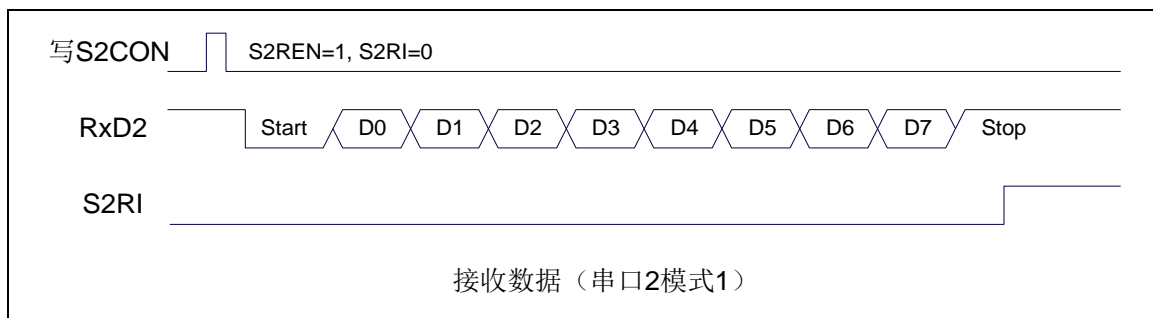 写S2CON S2REN=1, S2RI=0
RxD2 Start D0 D1 D2 D3 D4 D5 D6 D7 Stop
S2RI
接收数据（串口2模式1）